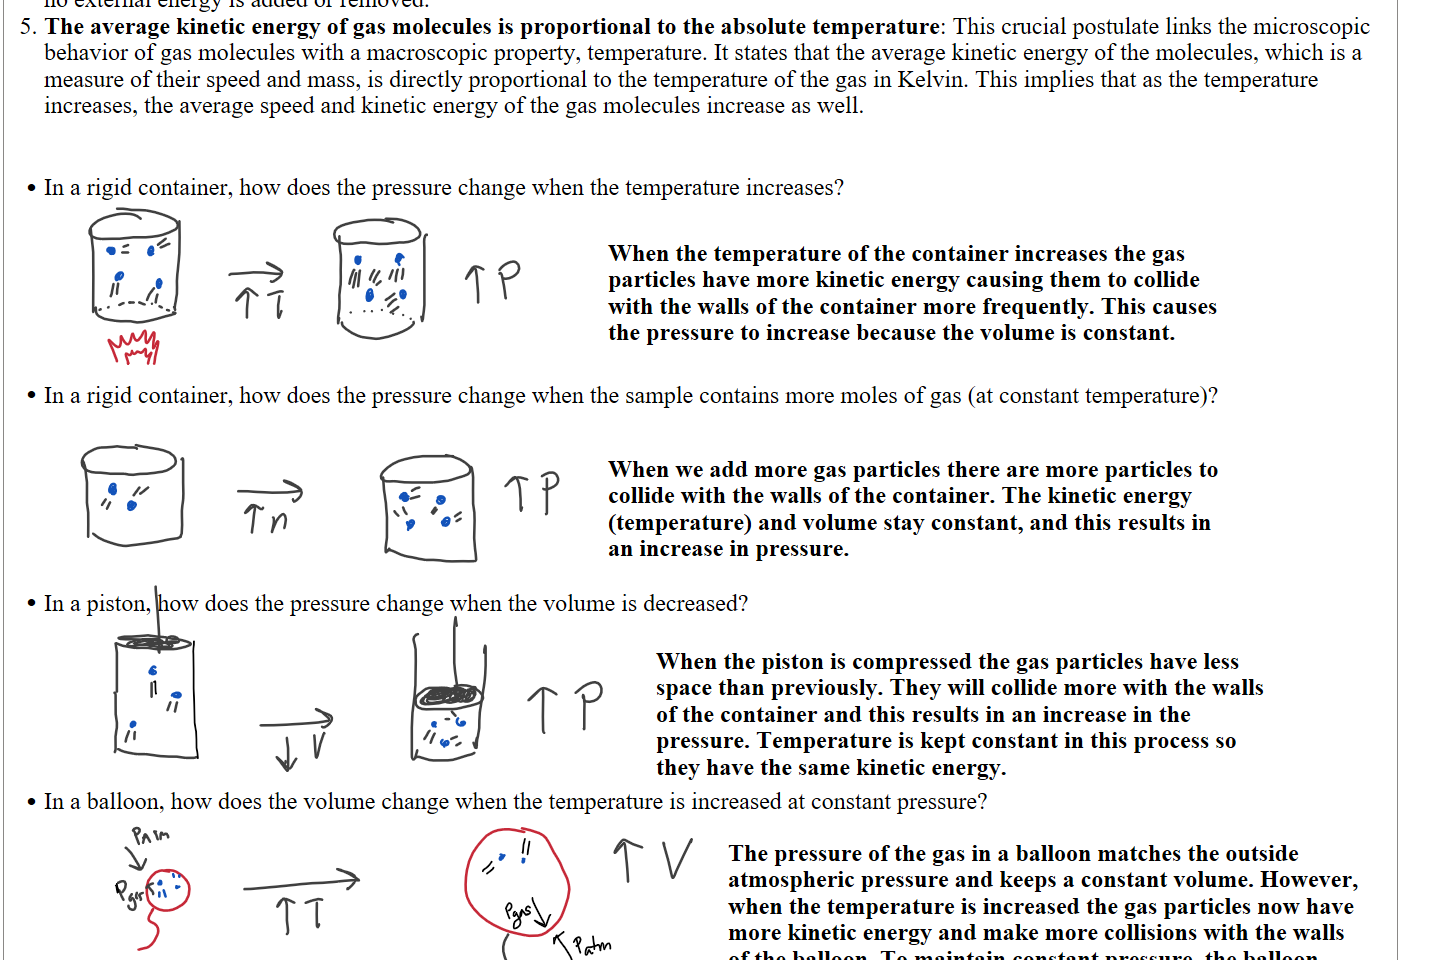 no external energy is added or removed.
5. The average kinetic energy of gas molecules is proportional to the absolute temperature: This crucial postulate links the microscopic
behavior of gas molecules with a macroscopic property, temperature. It states that the average kinetic energy of the molecules, which is a
measure of their speed and mass, is directly proportional to the temperature of the gas in Kelvin. This implies that as the temperature
increases, the average speed and kinetic energy of the gas molecules increase as well.
• In a rigid container, how does the pressure change when the temperature increases?
↑T
↑P
When the temperature of the container increases the gas
particles have more kinetic energy causing them to collide
with the walls of the container more frequently. This causes
the pressure to increase because the volume is constant.
• In a rigid container, how does the pressure change when the sample contains more moles of gas (at constant temperature)?
↑n
↑P
When we add more gas particles there are more particles to
collide with the walls of the container. The kinetic energy
(temperature) and volume stay constant, and this results in
an increase in pressure.
• In a piston, how does the pressure change when the volume is decreased?
↓V
↑P
When the piston is compressed the gas particles have less
space than previously. They will collide more with the walls
of the container and this results in an increase in the
pressure. Temperature is kept constant in this process so
they have the same kinetic energy.
• In a balloon, how does the volume change when the temperature is increased at constant pressure?
Patm
Pgas
↑T
Pgas
Patm
↑V
The pressure of the gas in a balloon matches the outside
atmospheric pressure and keeps a constant volume. However,
when the temperature is increased the gas particles now have
more kinetic energy and make more collisions with the walls
of the balloon. To maintain constant pressure, the balloon